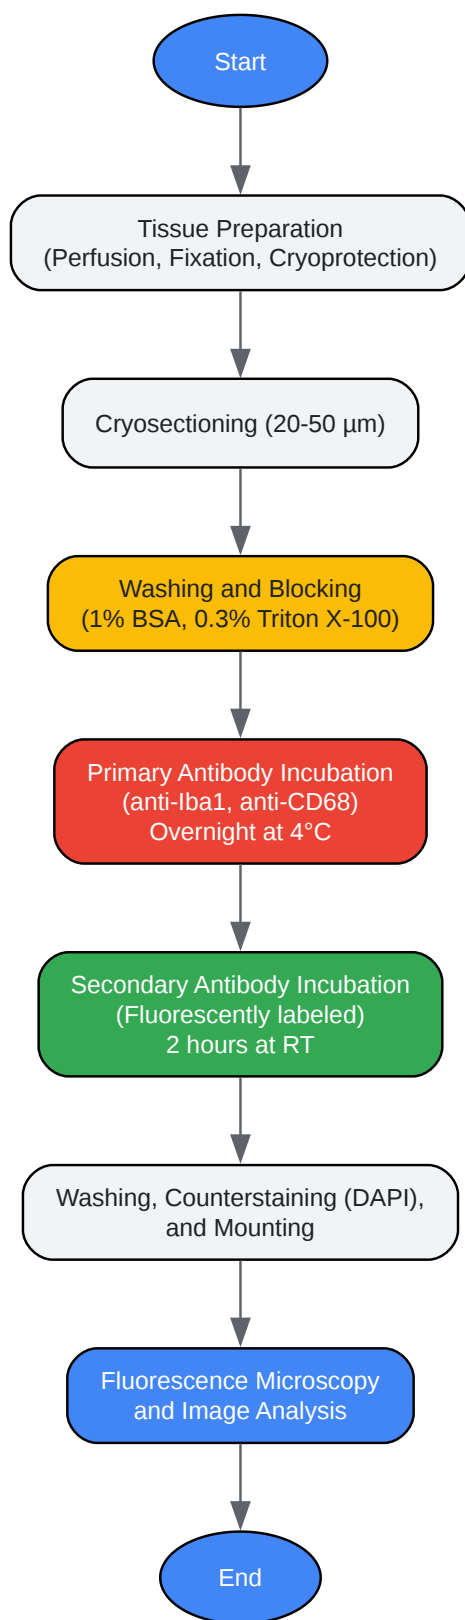 Start
Tissue Preparation
(Perfusion, Fixation, Cryoprotection)
Cryosectioning (20-50 µm)
Washing and Blocking
(1% BSA, 0.3% Triton X-100)
Primary Antibody Incubation
(anti-Iba1, anti-CD68)
Overnight at 4°C
Secondary Antibody Incubation
(Fluorescently labeled)
2 hours at RT
Washing, Counterstaining (DAPI),
and Mounting
Fluorescence Microscopy
and Image Analysis
End